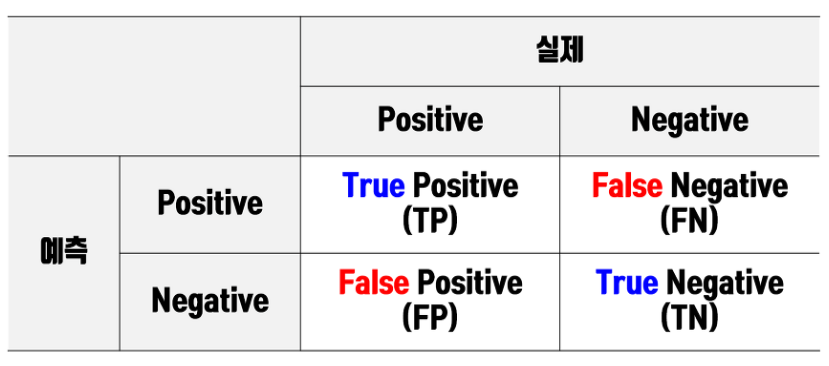 실제
Positive
Negative
예측
Positive
True Positive
(TP)
False Negative
(FN)
Negative
False Positive
(FP)
True Negative
(TN)